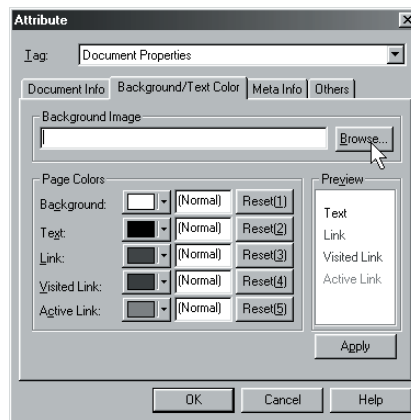 Attribute
Tag: Document Properties
Document Info Background/Text Color Meta Info Others
Background Image
Browse...
Page Colors
Background: (Normal) Reset(1)
Text: (Normal) Reset(2)
Link: (Normal) Reset(3)
Visited Link: (Normal) Reset(4)
Active Link: (Normal) Reset(5)
Preview
Text
Link
Visited Link
Active Link
Apply
OK Cancel Help